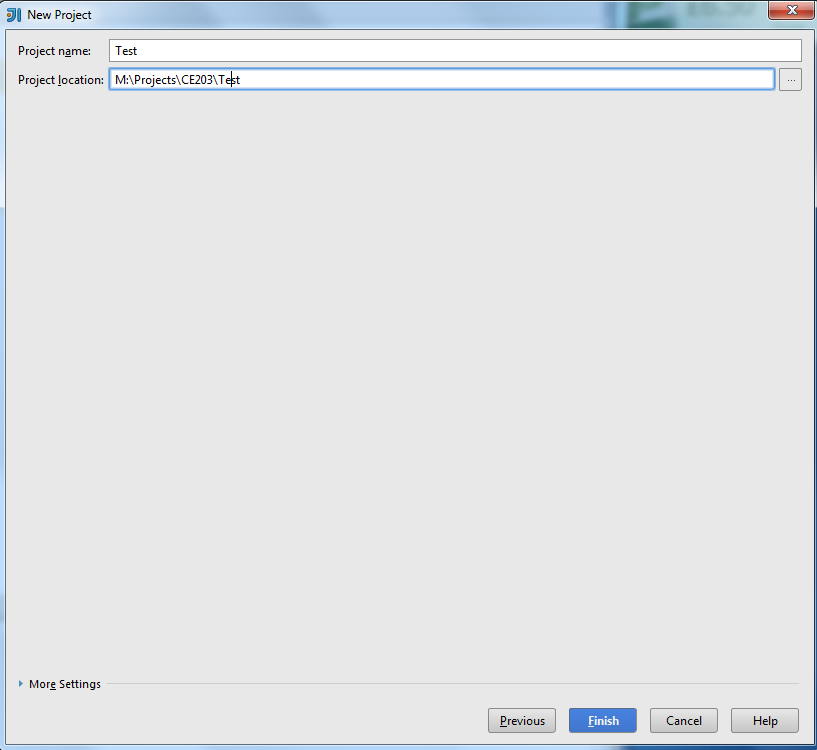 New Project
Project name: Test
Project location: M:\Projects\CE203\Test ...
More Settings
Previous Finish Cancel Help